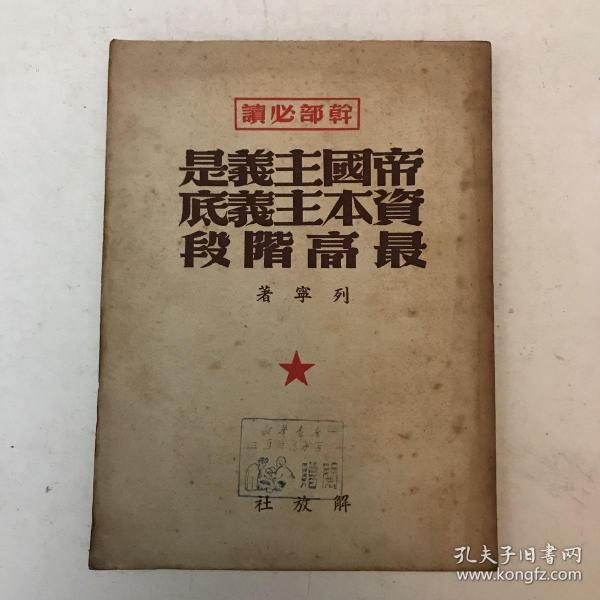 幹部必讀
帝國主義是
資本主義底
最高階段
列寧著
解放社
孔夫子旧書网
www.kongfz.com